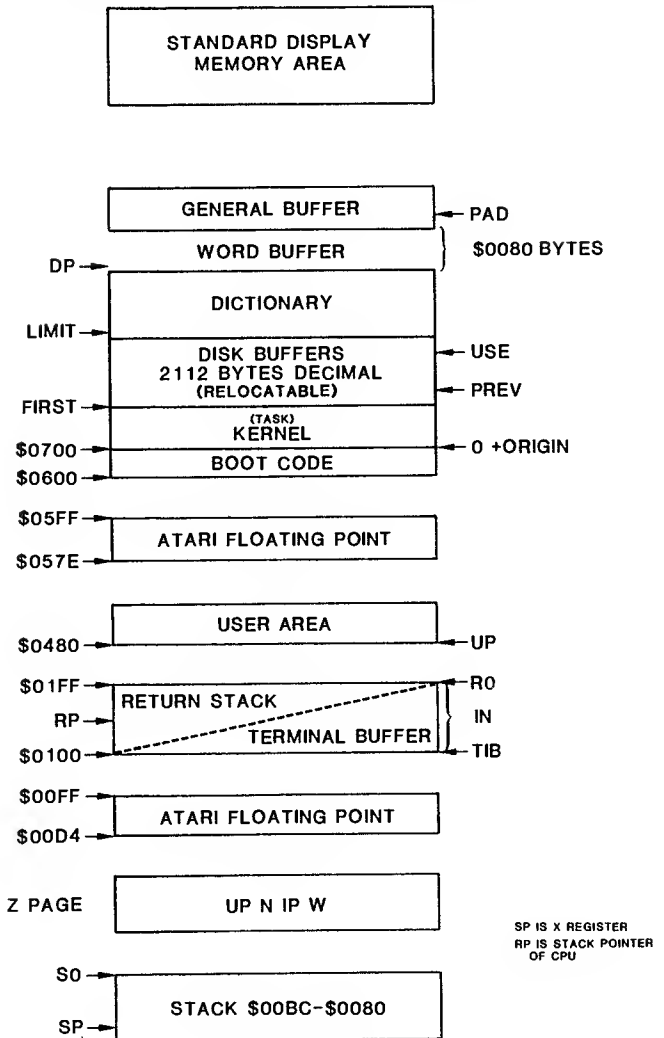 STANDARD DISPLAY
MEMORY AREA
GENERAL BUFFER
PAD
WORD BUFFER
$0080 BYTES
DP
DICTIONARY
LIMIT
DISK BUFFERS
USE
2112 BYTES DECIMAL
(RELOCATABLE)
PREV
FIRST
(TASK)
KERNEL
$0700
0 +ORIGIN
BOOT CODE
$0600
$05FF
ATARI FLOATING POINT
$057E
USER AREA
$0480
UP
$01FF
R0
RETURN STACK
RP
IN
TERMINAL BUFFER
$0100
TIB
$00FF
ATARI FLOATING POINT
$00D4
Z PAGE
UP N IP W
SP IS X REGISTER
RP IS STACK POINTER
OF CPU
S0
STACK $00BC-$0080
SP